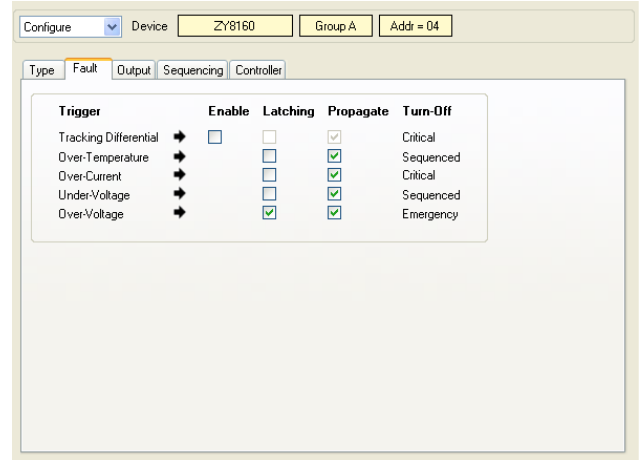 Configure Device ZY8160 Group A Addr = 04
Type Fault Output Sequencing Controller
Trigger Enable Latching Propagate Turn-Off
Tracking Differential Critical
Over-Temperature Sequenced
Over-Current Critical
Under-Voltage Sequenced
Over-Voltage Emergency